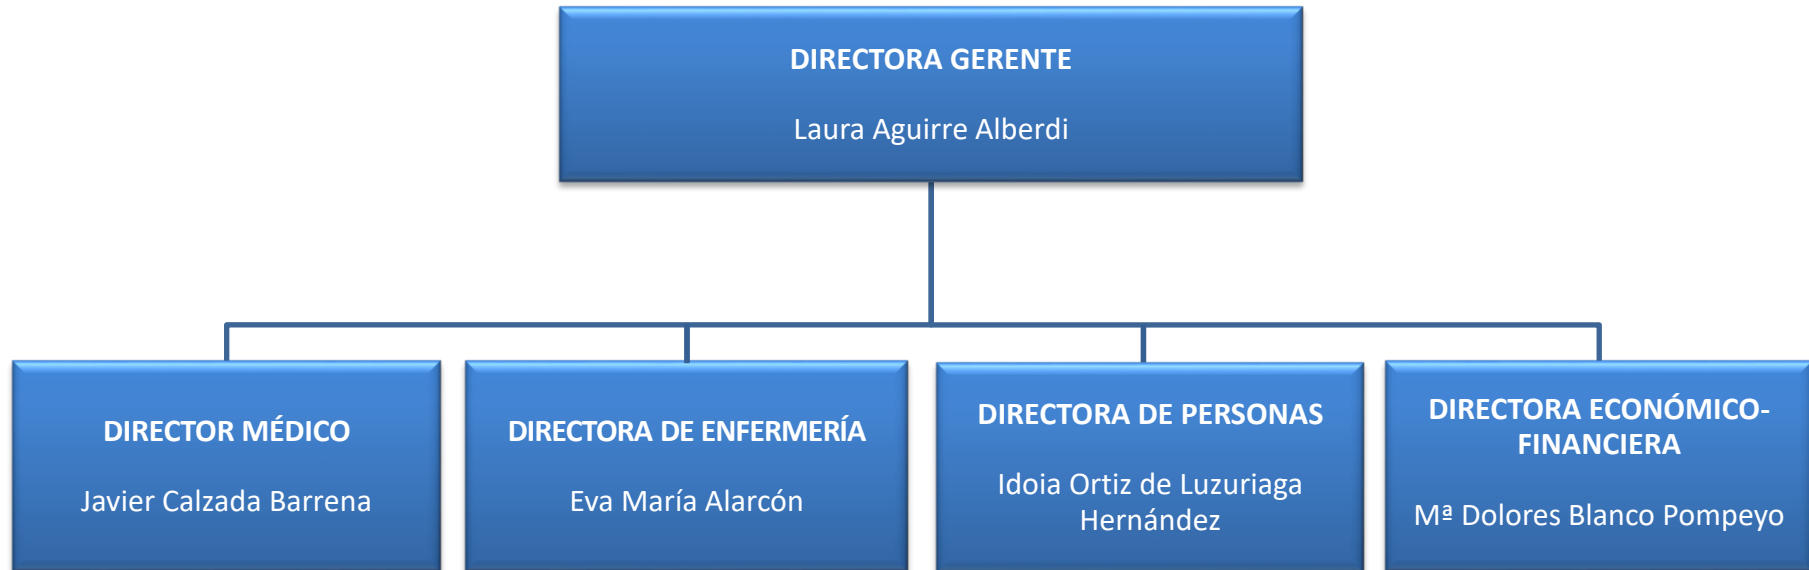 DIRECTORA GERENTE
Laura Aguirre Alberdi
DIRECTOR MÉDICO
Javier Calzada Barrena
DIRECTORA DE ENFERMERÍA
Eva María Alarcón
DIRECTORA DE PERSONAS
Idoia Ortiz de Luzuriaga
Hernández
DIRECTORA ECONÓMICO-
FINANCIERA
Mª Dolores Blanco Pompeyo